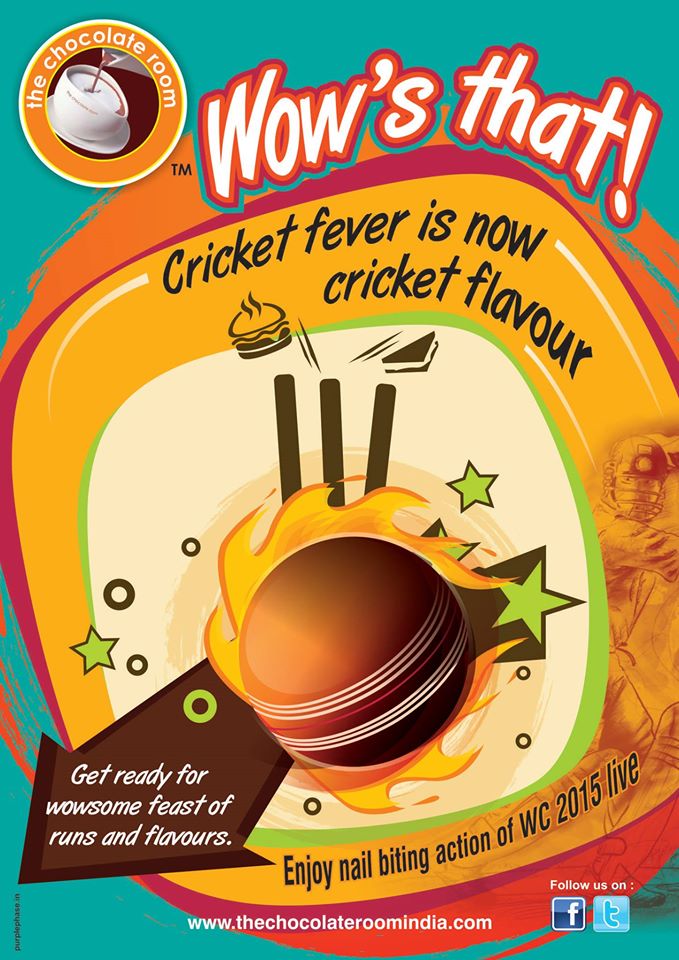 the chocolate room
TM
Wow's that!
Cricket fever is now
cricket flavour
Get ready for
wowsome feast of
runs and flavours.
Enjoy nail biting action of WC 2015 live
Follow us on :
f t
www.thechocolateroomindia.com
purplephase.in